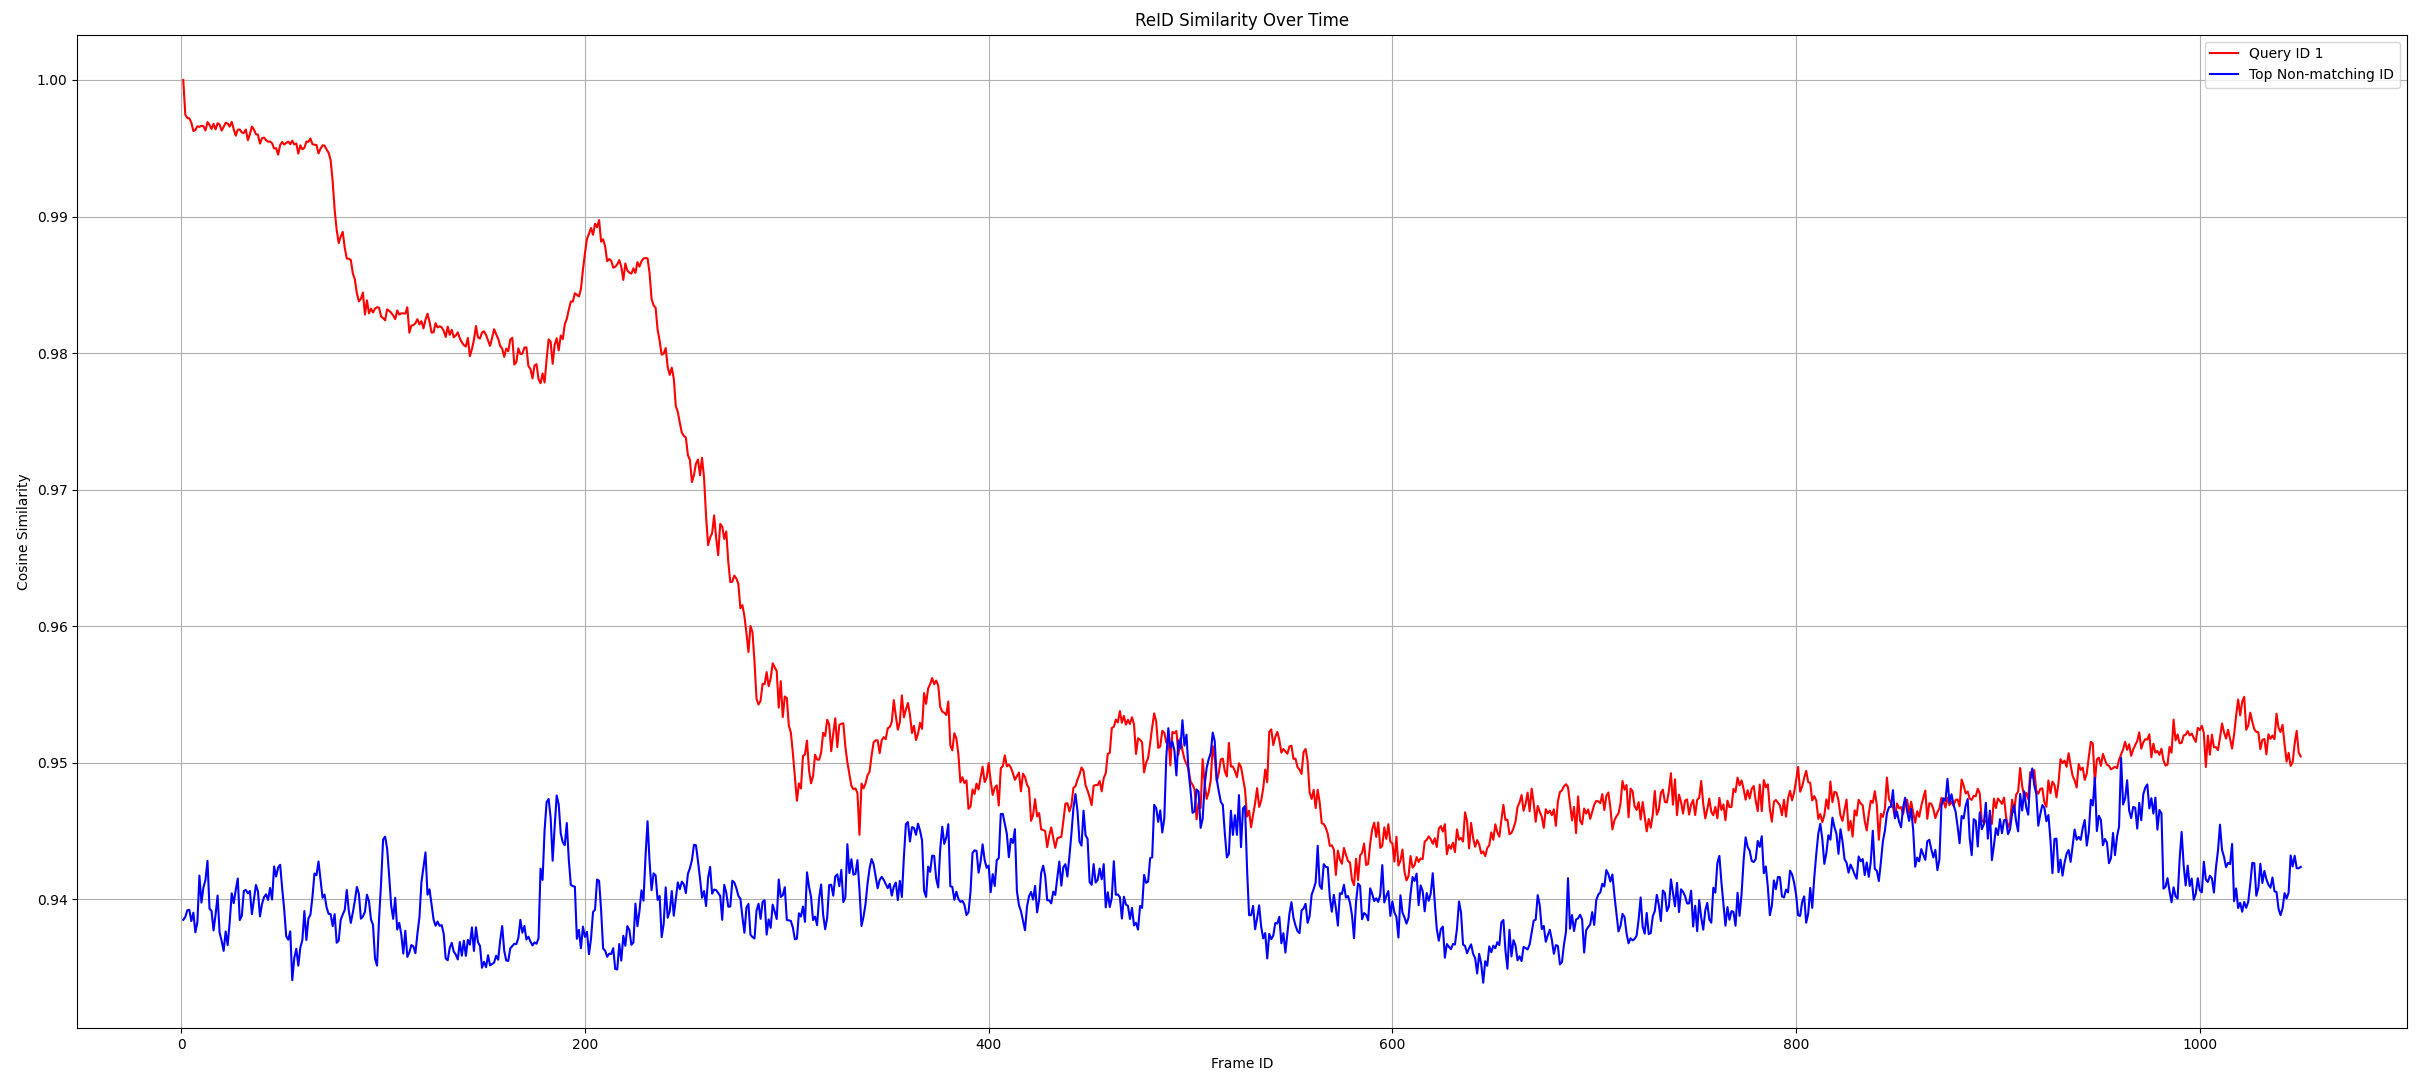 ReID Similarity Over Time
Query ID 1
Top Non-matching ID
Cosine Similarity
1.00
0.99
0.98
0.97
0.96
0.95
0.94
0
200
400
600
800
1000
Frame ID